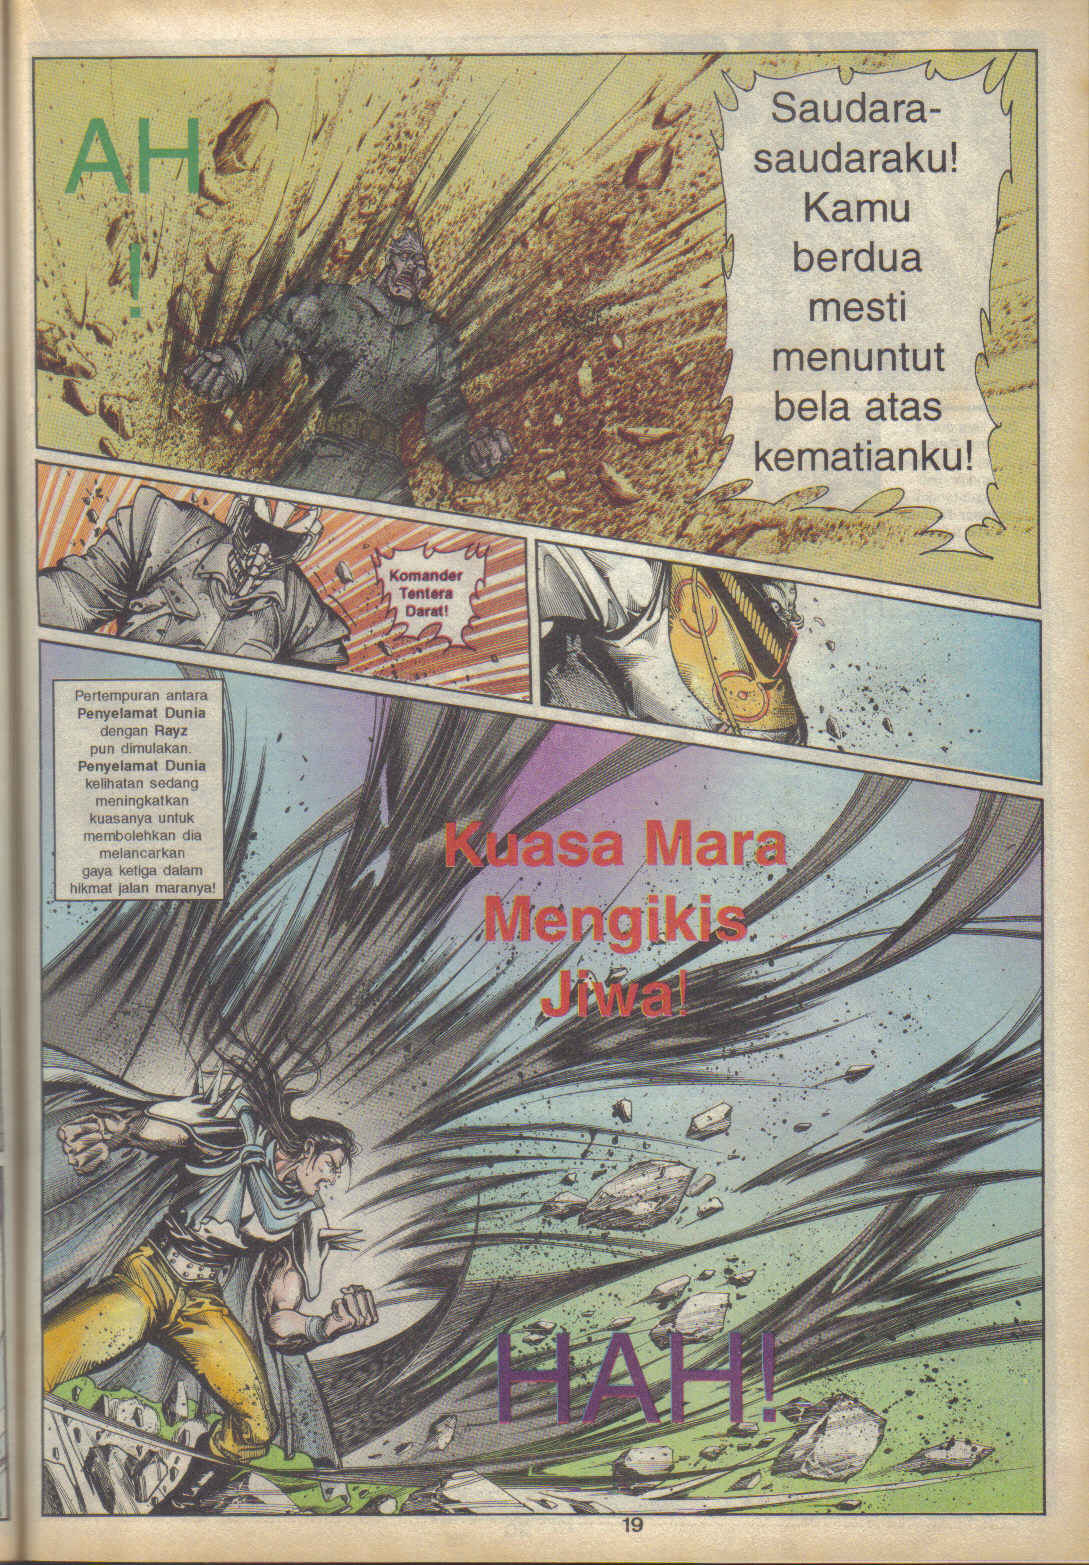 AH
!
Saudara-
saudaraku!
Kamu
berdua
mesti
menuntut
bela atas
kematianku!
Komander
Tentera
Darat!
Pertempuran antara
Penyelamat Dunia
dengan Rayz
pun dimulakan.
Penyelamat Dunia
kelihatan sedang
meningkatkan
kuasanya untuk
membolehkan dia
melancarkan
gaya ketiga dalam
hikmat jalan maranya!
Kuasa Mara
Mengikis
Jiwa!
HAH!
19